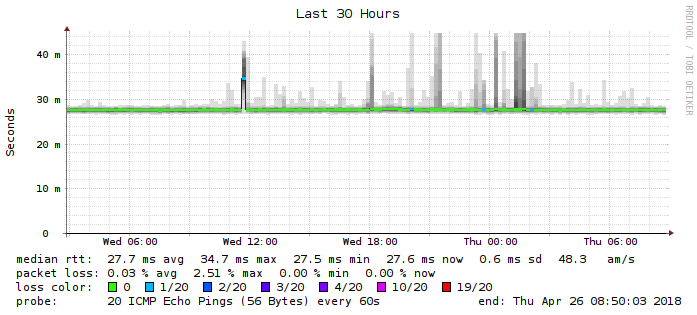 Last 30 Hours
RRDTOOL / TOBI OETIKER
Seconds
40 m
30 m
20 m
10 m
0
Wed 06:00 Wed 12:00 Wed 18:00 Thu 00:00 Thu 06:00
median rtt: 27.7 ms avg 34.7 ms max 27.5 ms min 27.6 ms now 0.6 ms sd 48.3 am/s
packet loss: 0.03 % avg 2.51 % max 0.00 % min 0.00 % now
loss color: 0 1/20 2/20 3/20 4/20 10/20 19/20
probe: 20 ICMP Echo Pings (56 Bytes) every 60s end: Thu Apr 26 08:50:03 2018